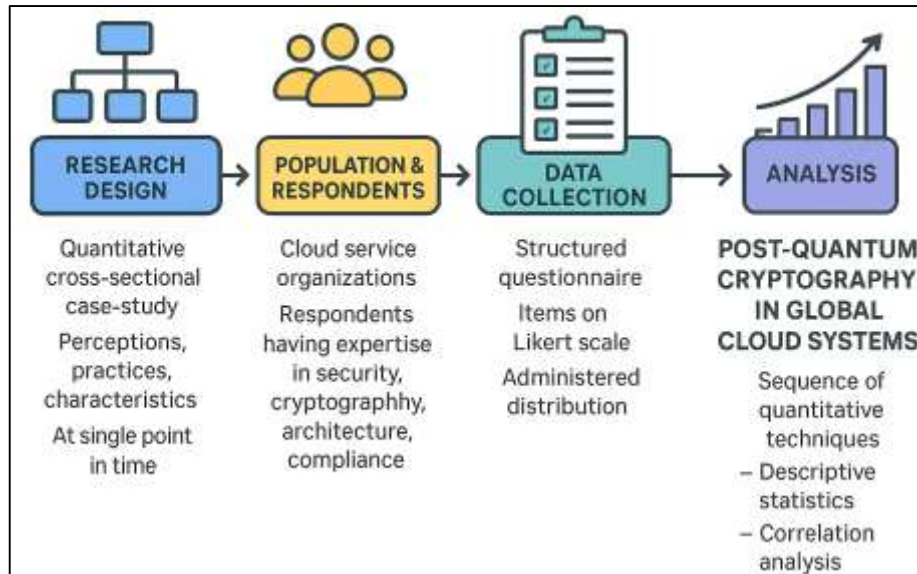 RESEARCH
DESIGN
Quantitative
cross-sectional
case-study
Perceptions,
practices,
characteristics
At single point
in time
POPULATION &
RESPONDENTS
Cloud service
organizations
Respondents
having expertise
in security,
cryptographhy,
architecture,
compliance
DATA
COLLECTION
Structured
questionnaire
Items on
Likert scale
Administered
distribution
ANALYSIS
POST-QUANTUM
CRYPTOGRAPHY
IN GLOBAL
CLOUD SYSTEMS
Sequence of
quantitative
techniques
– Descriptive
statistics
– Correlation
analysis